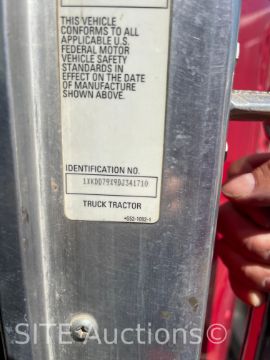 THIS VEHICLE
CONFORMS TO ALL
APPLICABLE U.S.
FEDERAL MOTOR
VEHICLE SAFETY
STANDARDS IN
EFFECT ON THE DATE
OF MANUFACTURE
SHOWN ABOVE.
IDENTIFICATION NO.
1XKDD79X9DJ341710
TRUCK TRACTOR
SITE Auctions©